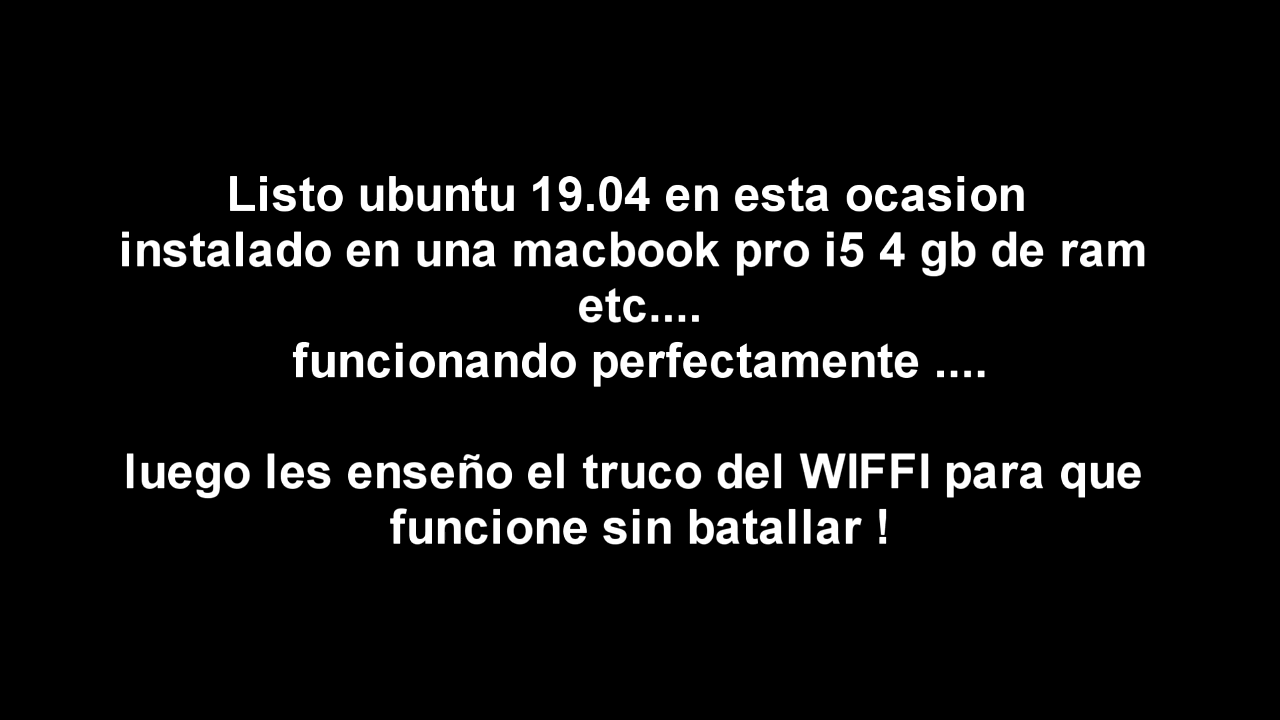 Listo ubuntu 19.04 en esta ocasion
instalado en una macbook pro i5 4 gb de ram
etc....
funcionando perfectamente ....
luego les enseño el truco del WIFFI para que
funcione sin batallar !